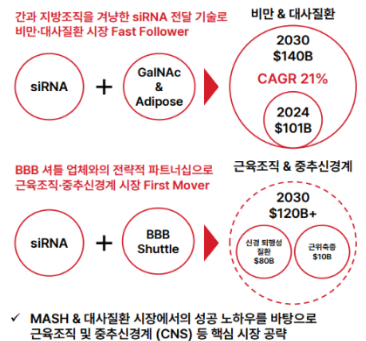 간과 지방조직을 겨냥한 siRNA 전달 기술로
비만·대사질환 시장 Fast Follower
siRNA
+
GalNAc
&
Adipose
비만 & 대사질환
2030
$140B
CAGR 21%
2024
$101B
BBB 셔틀 업체와의 전략적 파트너십으로
근육조직·중추신경계 시장 First Mover
siRNA
+
BBB
Shuttle
근육조직 & 중추신경계
2030
$120B+
신경 퇴행성
질환
$80B
근위축증
$10B
✓ MASH & 대사질환 시장에서의 성공 노하우를 바탕으로
근육조직 및 중추신경계 (CNS) 등 핵심 시장 공략